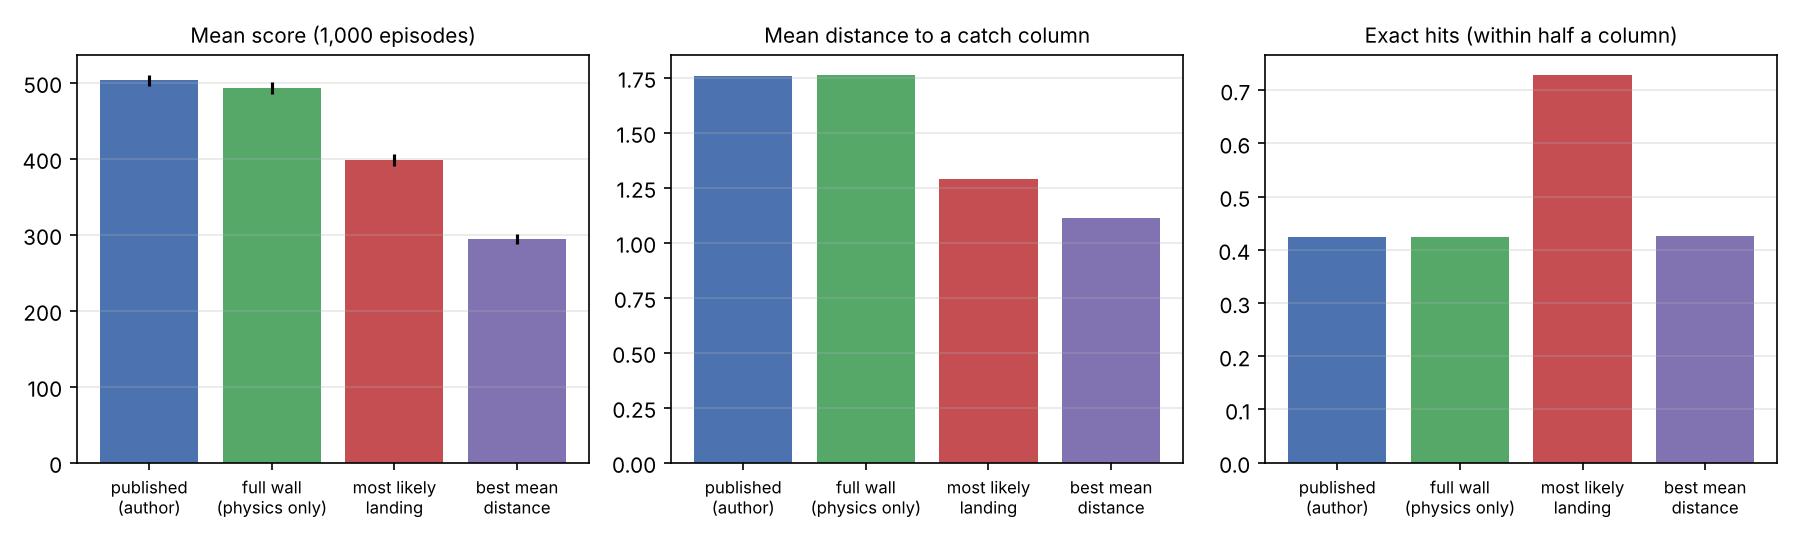 Mean score (1,000 episodes)
500
400
300
200
100
0
published
(author)
full wall
(physics only)
most likely
landing
best mean
distance
Mean distance to a catch column
1.75
1.50
1.25
1.00
0.75
0.50
0.25
0.00
published
(author)
full wall
(physics only)
most likely
landing
best mean
distance
Exact hits (within half a column)
0.7
0.6
0.5
0.4
0.3
0.2
0.1
0.0
published
(author)
full wall
(physics only)
most likely
landing
best mean
distance